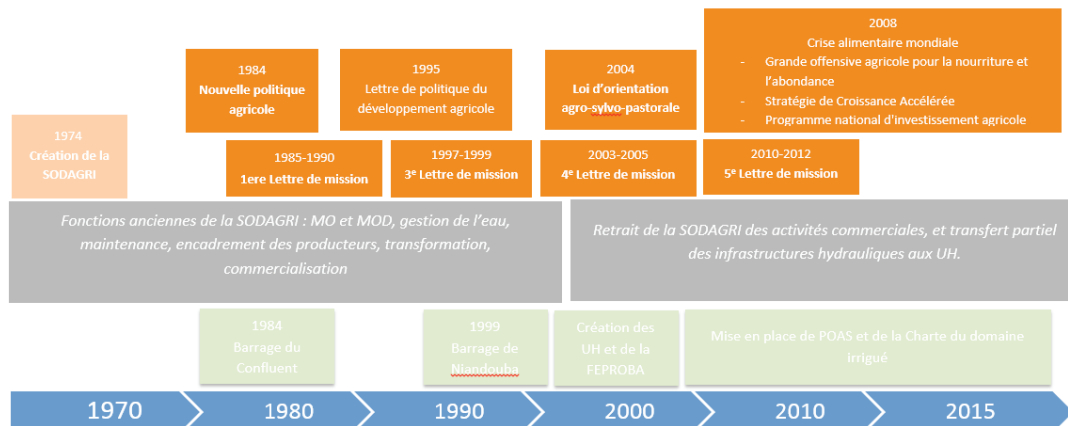 2008
Crise alimentaire mondiale
- Grande offensive agricole pour la nourriture et
l'abondance
- Stratégie de Croissance Accélérée
- Programme national d'investissement agricole
1984
Nouvelle politique
agricole
1995
Lettre de politique du
développement agricole
2004
Loi d'orientation
agro-sylvo-pastorale
1974
Création de la
SODAGRI
1985-1990
1ere Lettre de mission
1997-1999
3e Lettre de mission
2003-2005
4e Lettre de mission
2010-2012
5e Lettre de mission
Fonctions anciennes de la SODAGRI : MO et MOD, gestion de l'eau,
maintenance, encadrement des producteurs, transformation,
commercialisation
Retrait de la SODAGRI des activités commerciales, et transfert partiel
des infrastructures hydrauliques aux UH.
1984
Barrage du
Confluent
1999
Barrage de
Niandouba
Création des
UH et de la
FEPROBA
Mise en place de POAS et de la Charte du domaine
irrigué
1970
1980
1990
2000
2010
2015